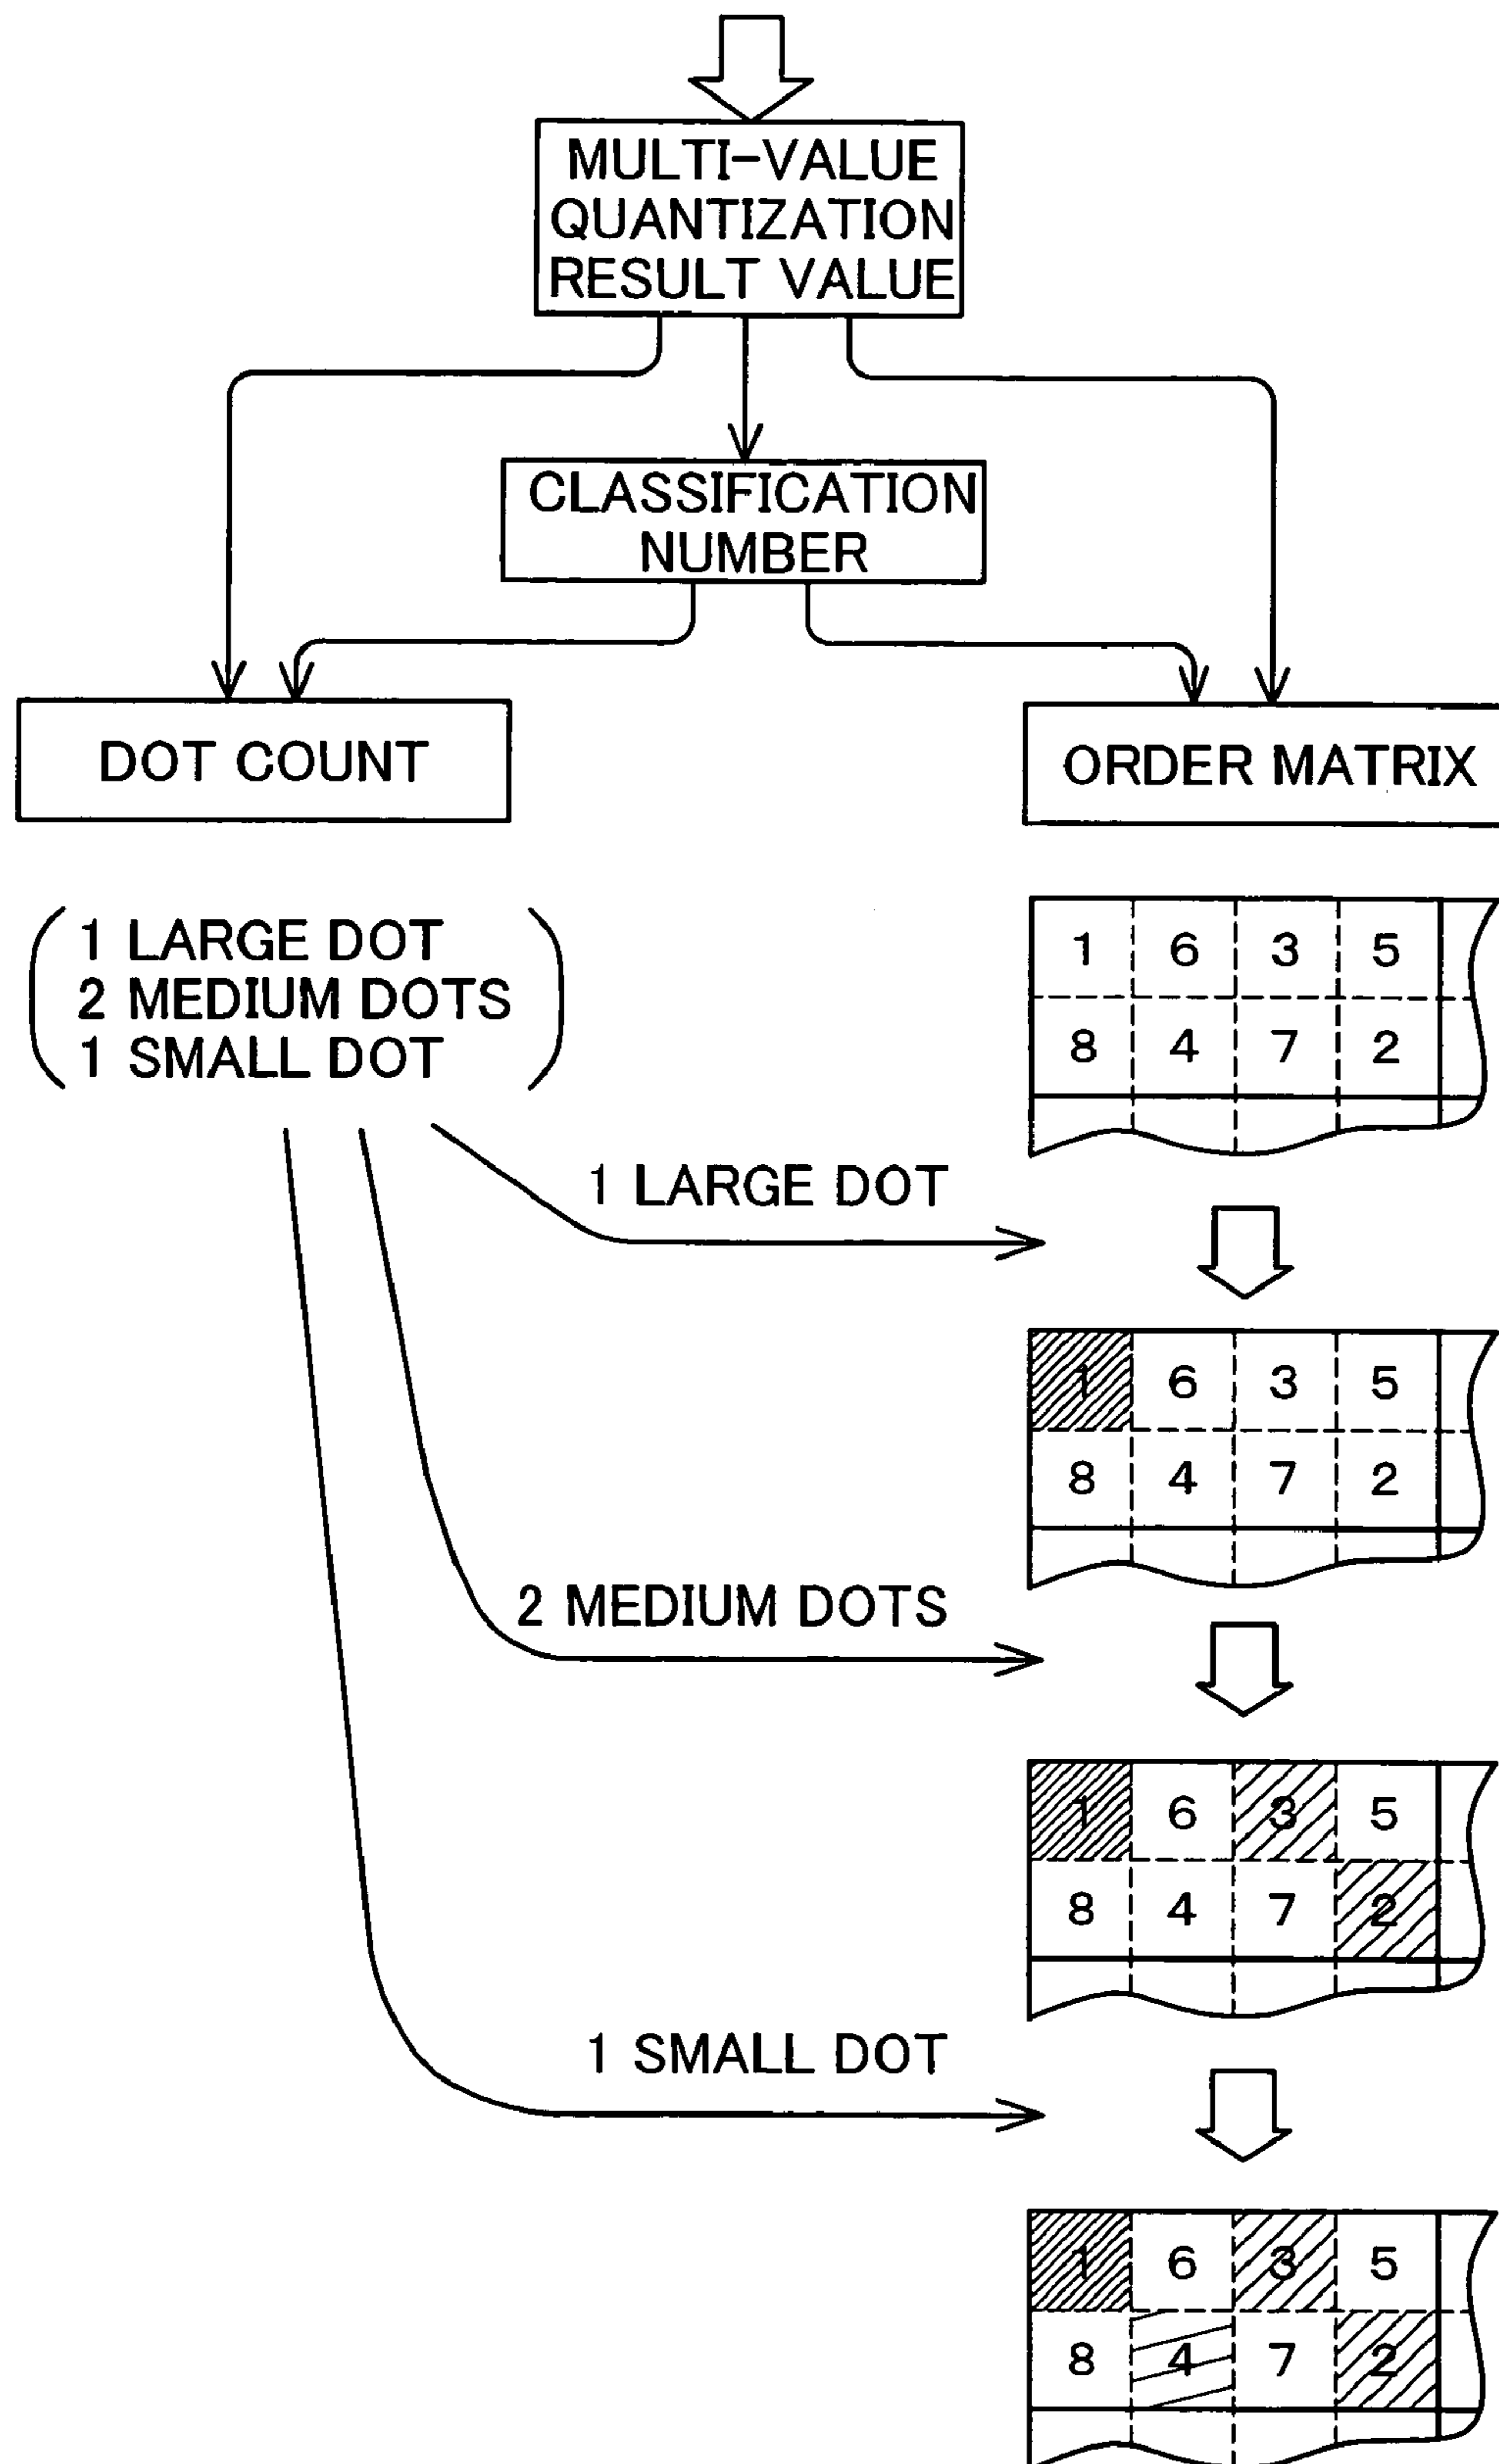 MULTI-VALUE
QUANTIZATION
RESULT VALUE
CLASSIFICATION
NUMBER
DOT COUNT
ORDER MATRIX
1 LARGE DOT
2 MEDIUM DOTS
1 SMALL DOT
1 6 3 5
8 4 7 2
1 LARGE DOT
1 6 3 5
8 4 7 2
2 MEDIUM DOTS
1 6 3 5
8 4 7 2
1 SMALL DOT
1 6 3 5
8 4 7 2